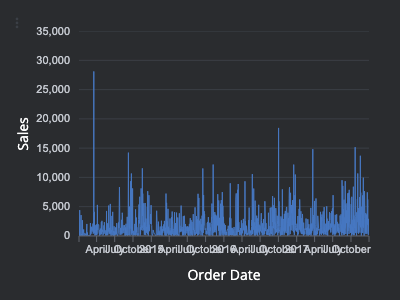 35,000
30,000
25,000
20,000
15,000
10,000
5,000
0
Sales
April July October 2015 April July October 2016 April July October 2017 April July October
Order Date